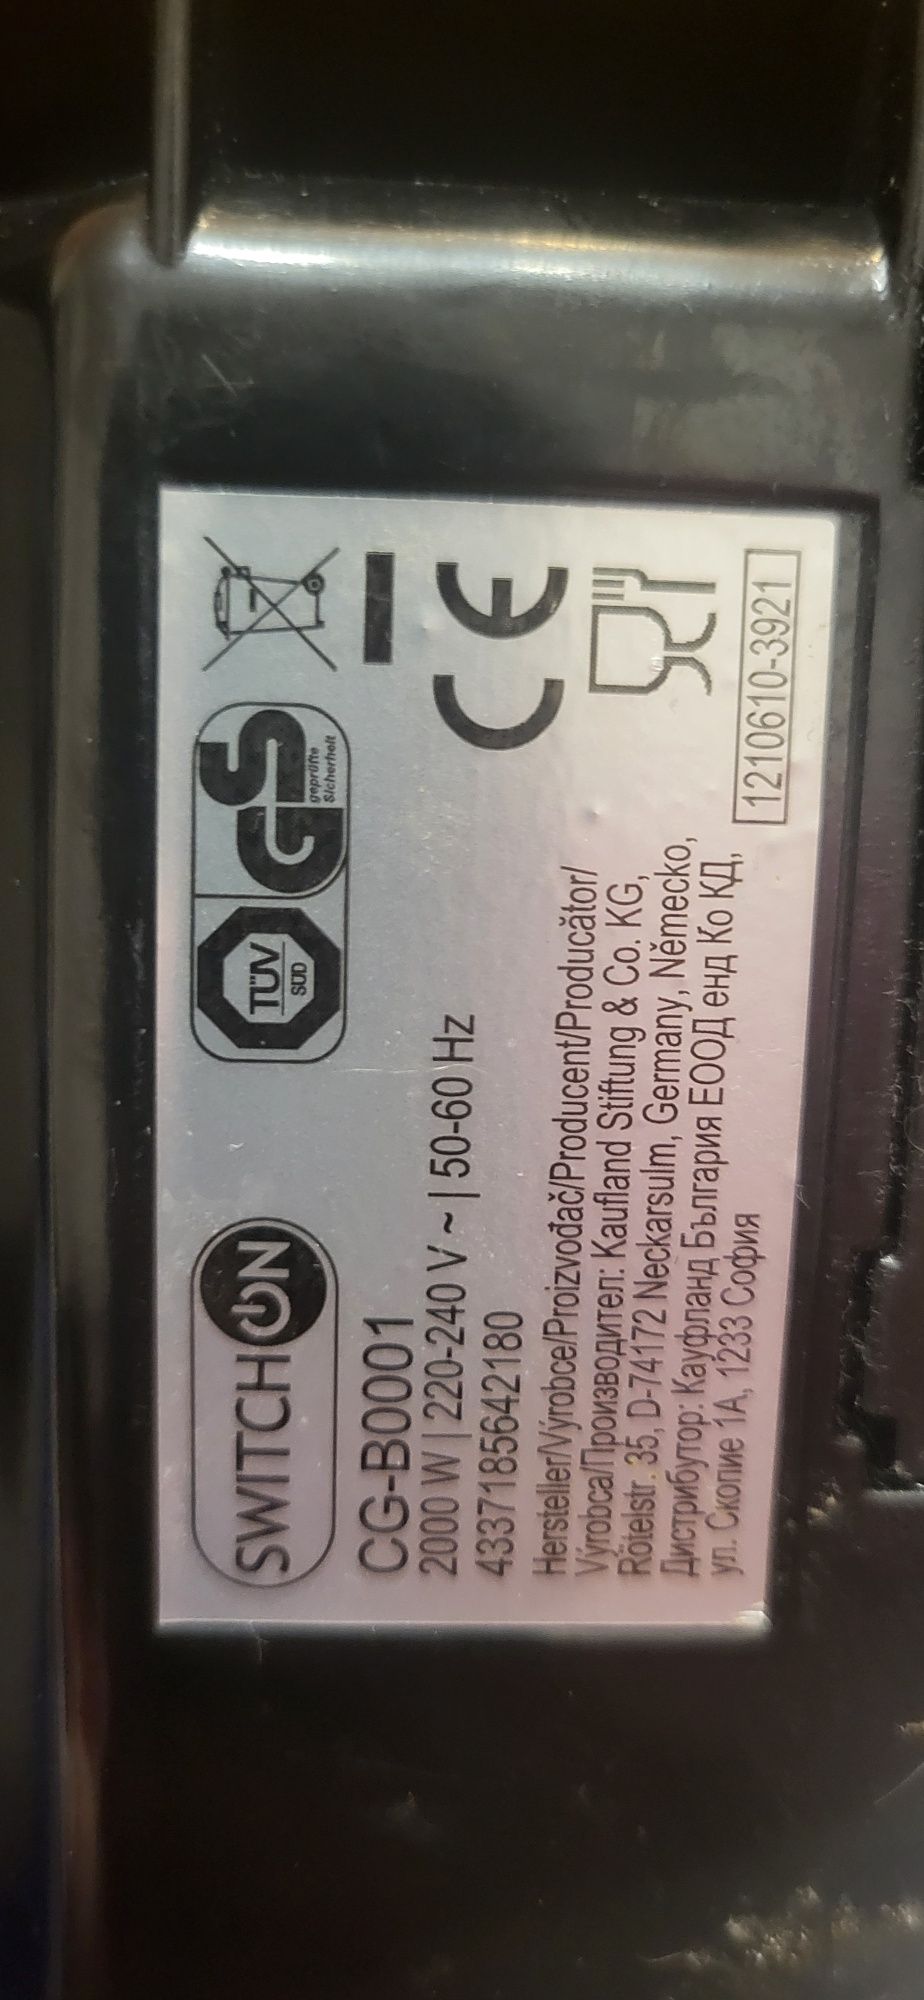 SWITCH ON
TÜV
SÜD
GS
geprüfte
Sicherheit
CG-B0001
2000 W | 220-240 V ~ | 50-60 Hz
4337185642180
CE
Hersteller/Výrobce/Proizvođač/Producent/Producător/
Výrobca/Производител: Kaufland Stiftung & Co. KG,
Rötelstr. 35, D-74172 Neckarsulm, Germany, Německo,
Дистрибутор: Кауфланд България ЕООД енд Ко КД,
ул. Скопие 1А, 1233 София
1210610-3921